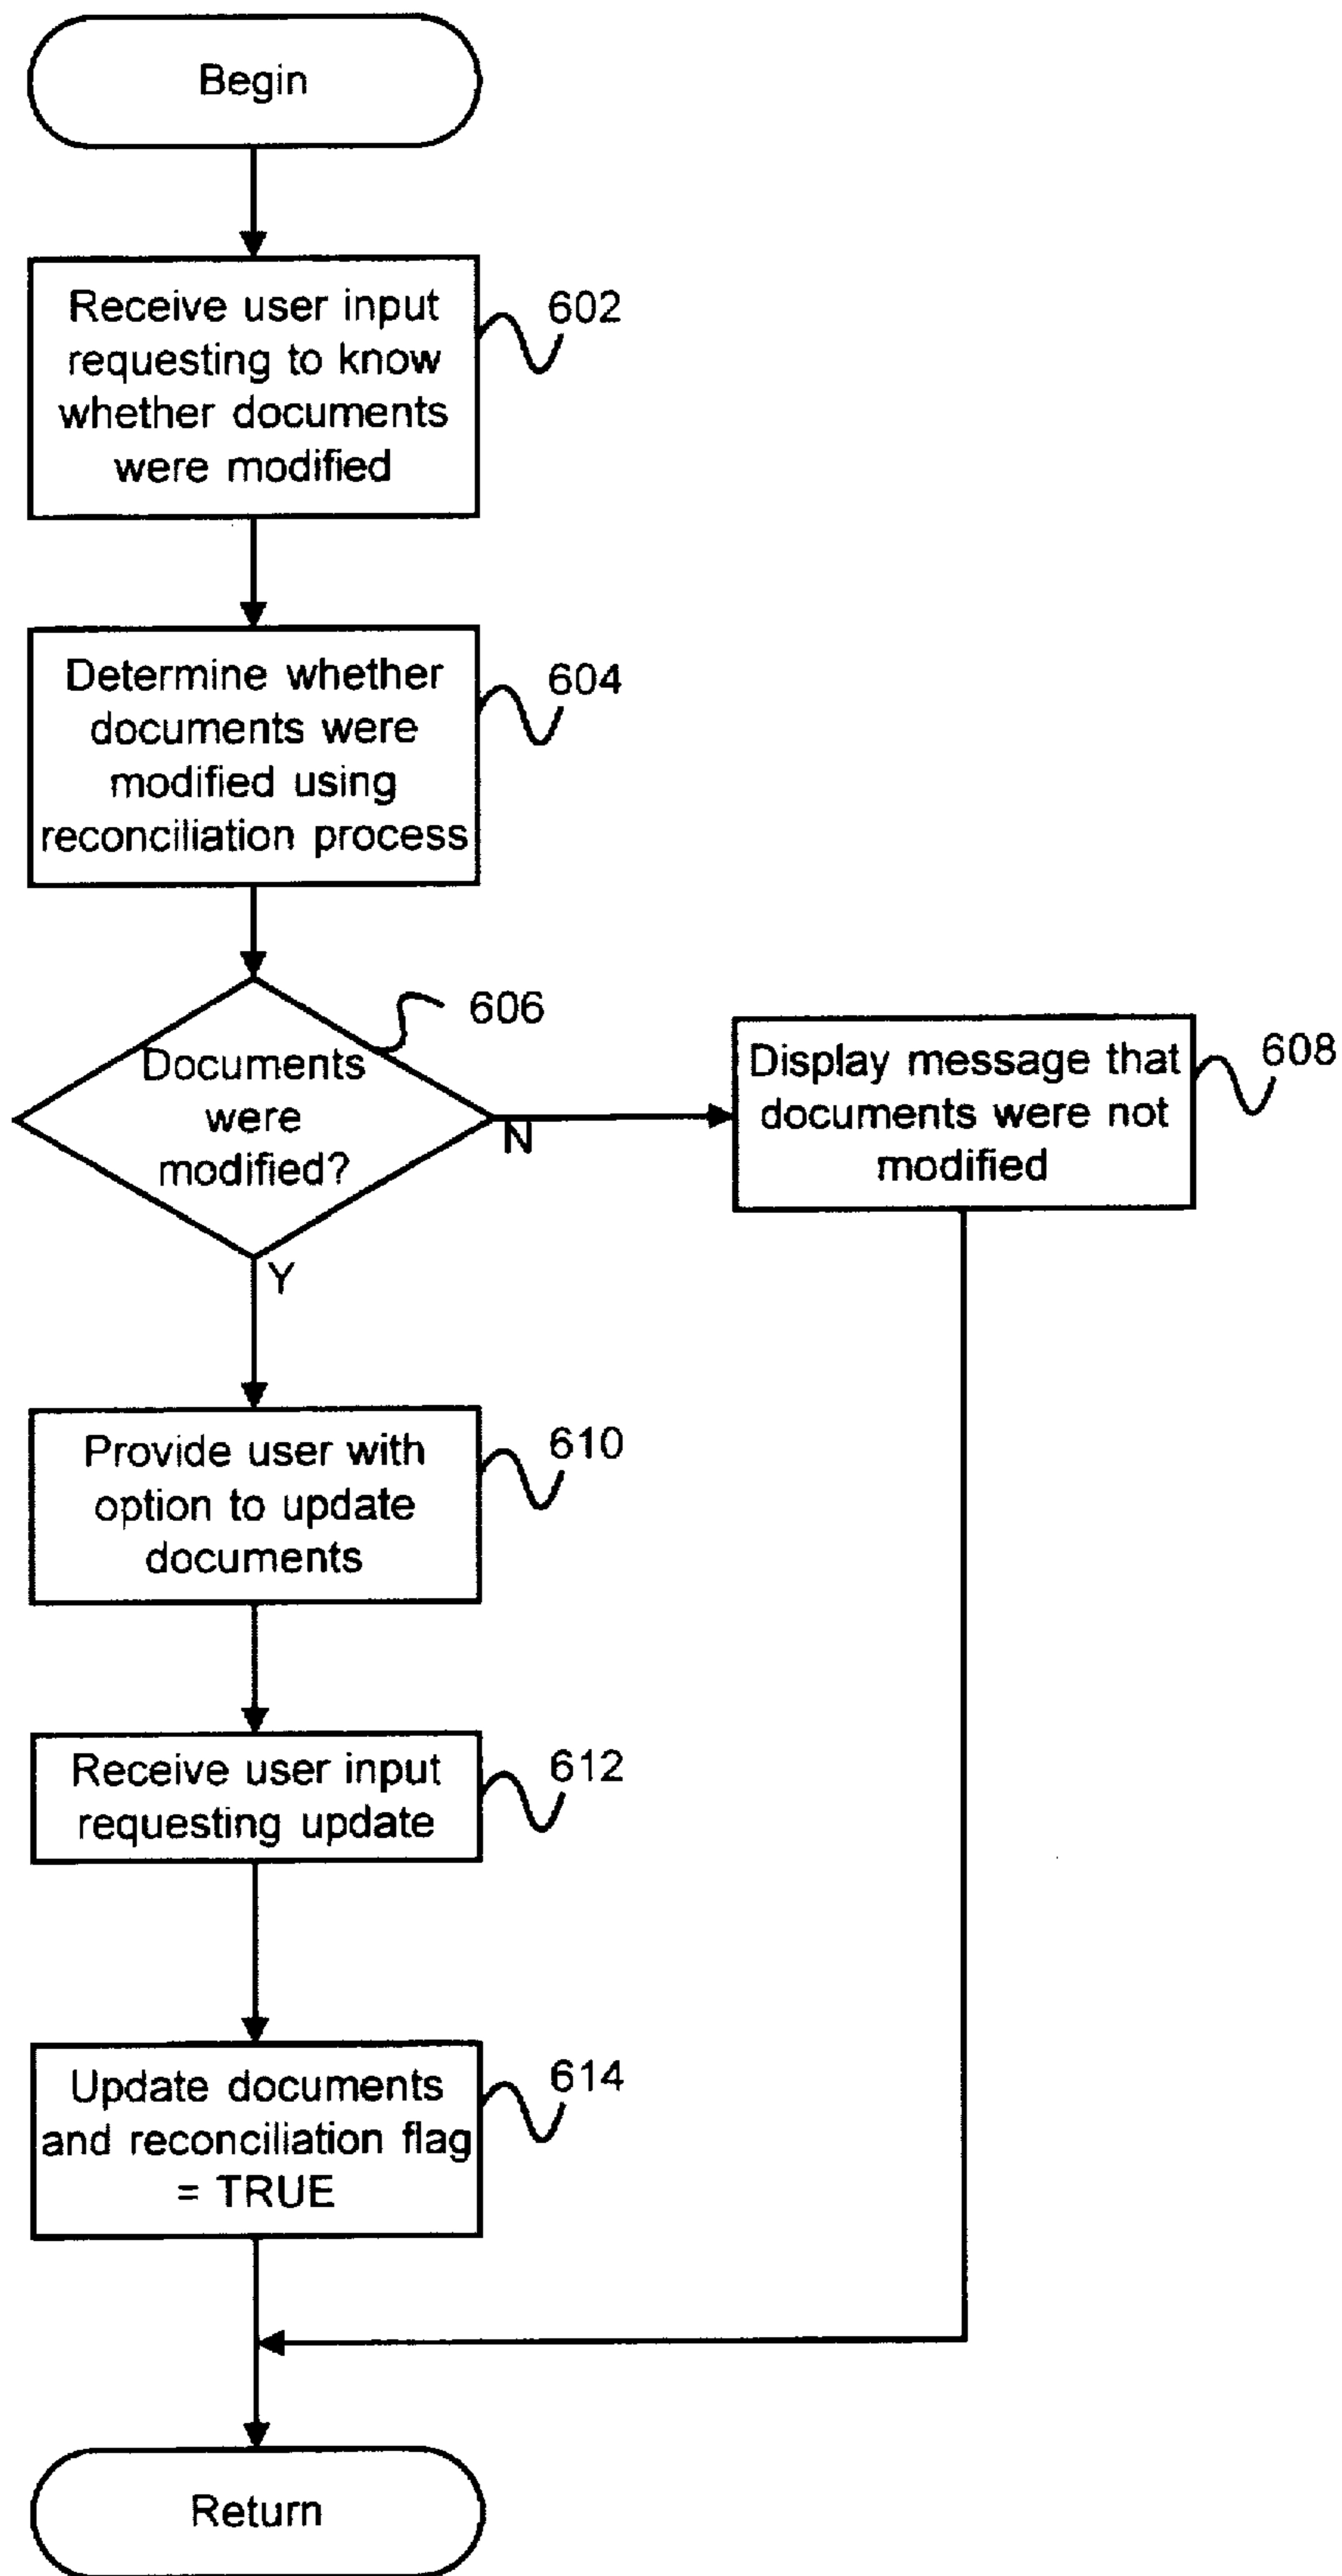 Begin
Receive user input
requesting to know
whether documents
were modified
602
Determine whether
documents were
modified using
reconciliation process
604
Documents
were
modified?
606
N
Display message that
documents were not
modified
608
Y
Provide user with
option to update
documents
610
Receive user input
requesting update
612
Update documents
and reconciliation flag
= TRUE
614
Return